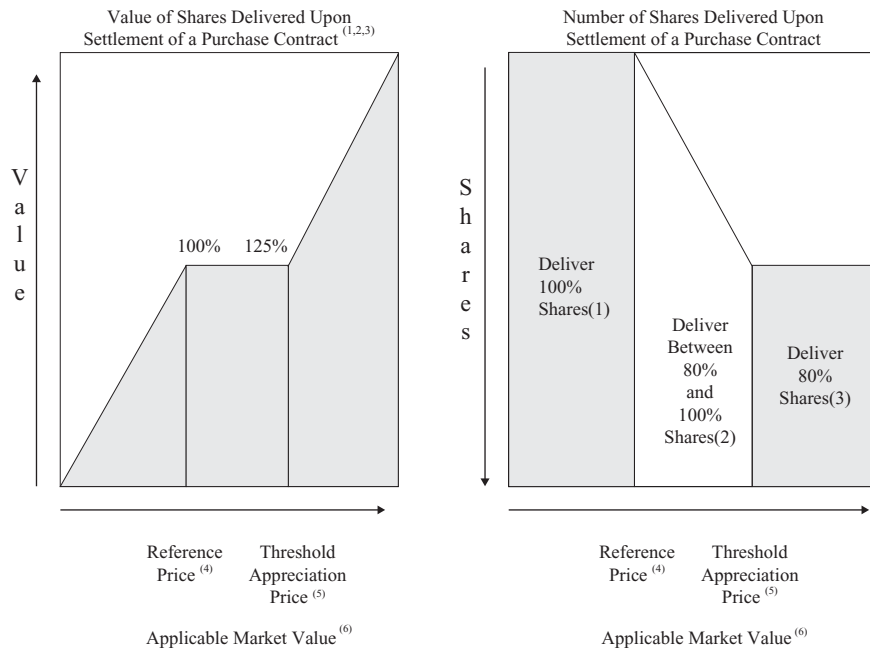 Value of Shares Delivered Upon
Settlement of a Purchase Contract (1,2,3)
Value
100%
125%
Reference
Price (4)
Threshold
Appreciation
Price (5)
Applicable Market Value (6)
Number of Shares Delivered Upon
Settlement of a Purchase Contract
Shares
Deliver
100%
Shares(1)
Deliver
Between
80%
and
100%
Shares(2)
Deliver
80%
Shares(3)
Reference
Price (4)
Threshold
Appreciation
Price (5)
Applicable Market Value (6)